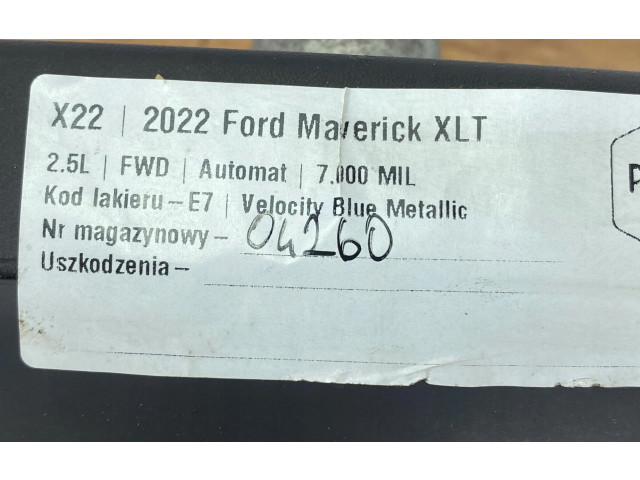 X22 | 2022 Ford Maverick XLT
2.5L | FWD | Automat | 7.000 MIL
Kod lakieru – E7 | Velocity Blue Metallic
Nr magazynowy – 04260
Uszkodzenia –
P